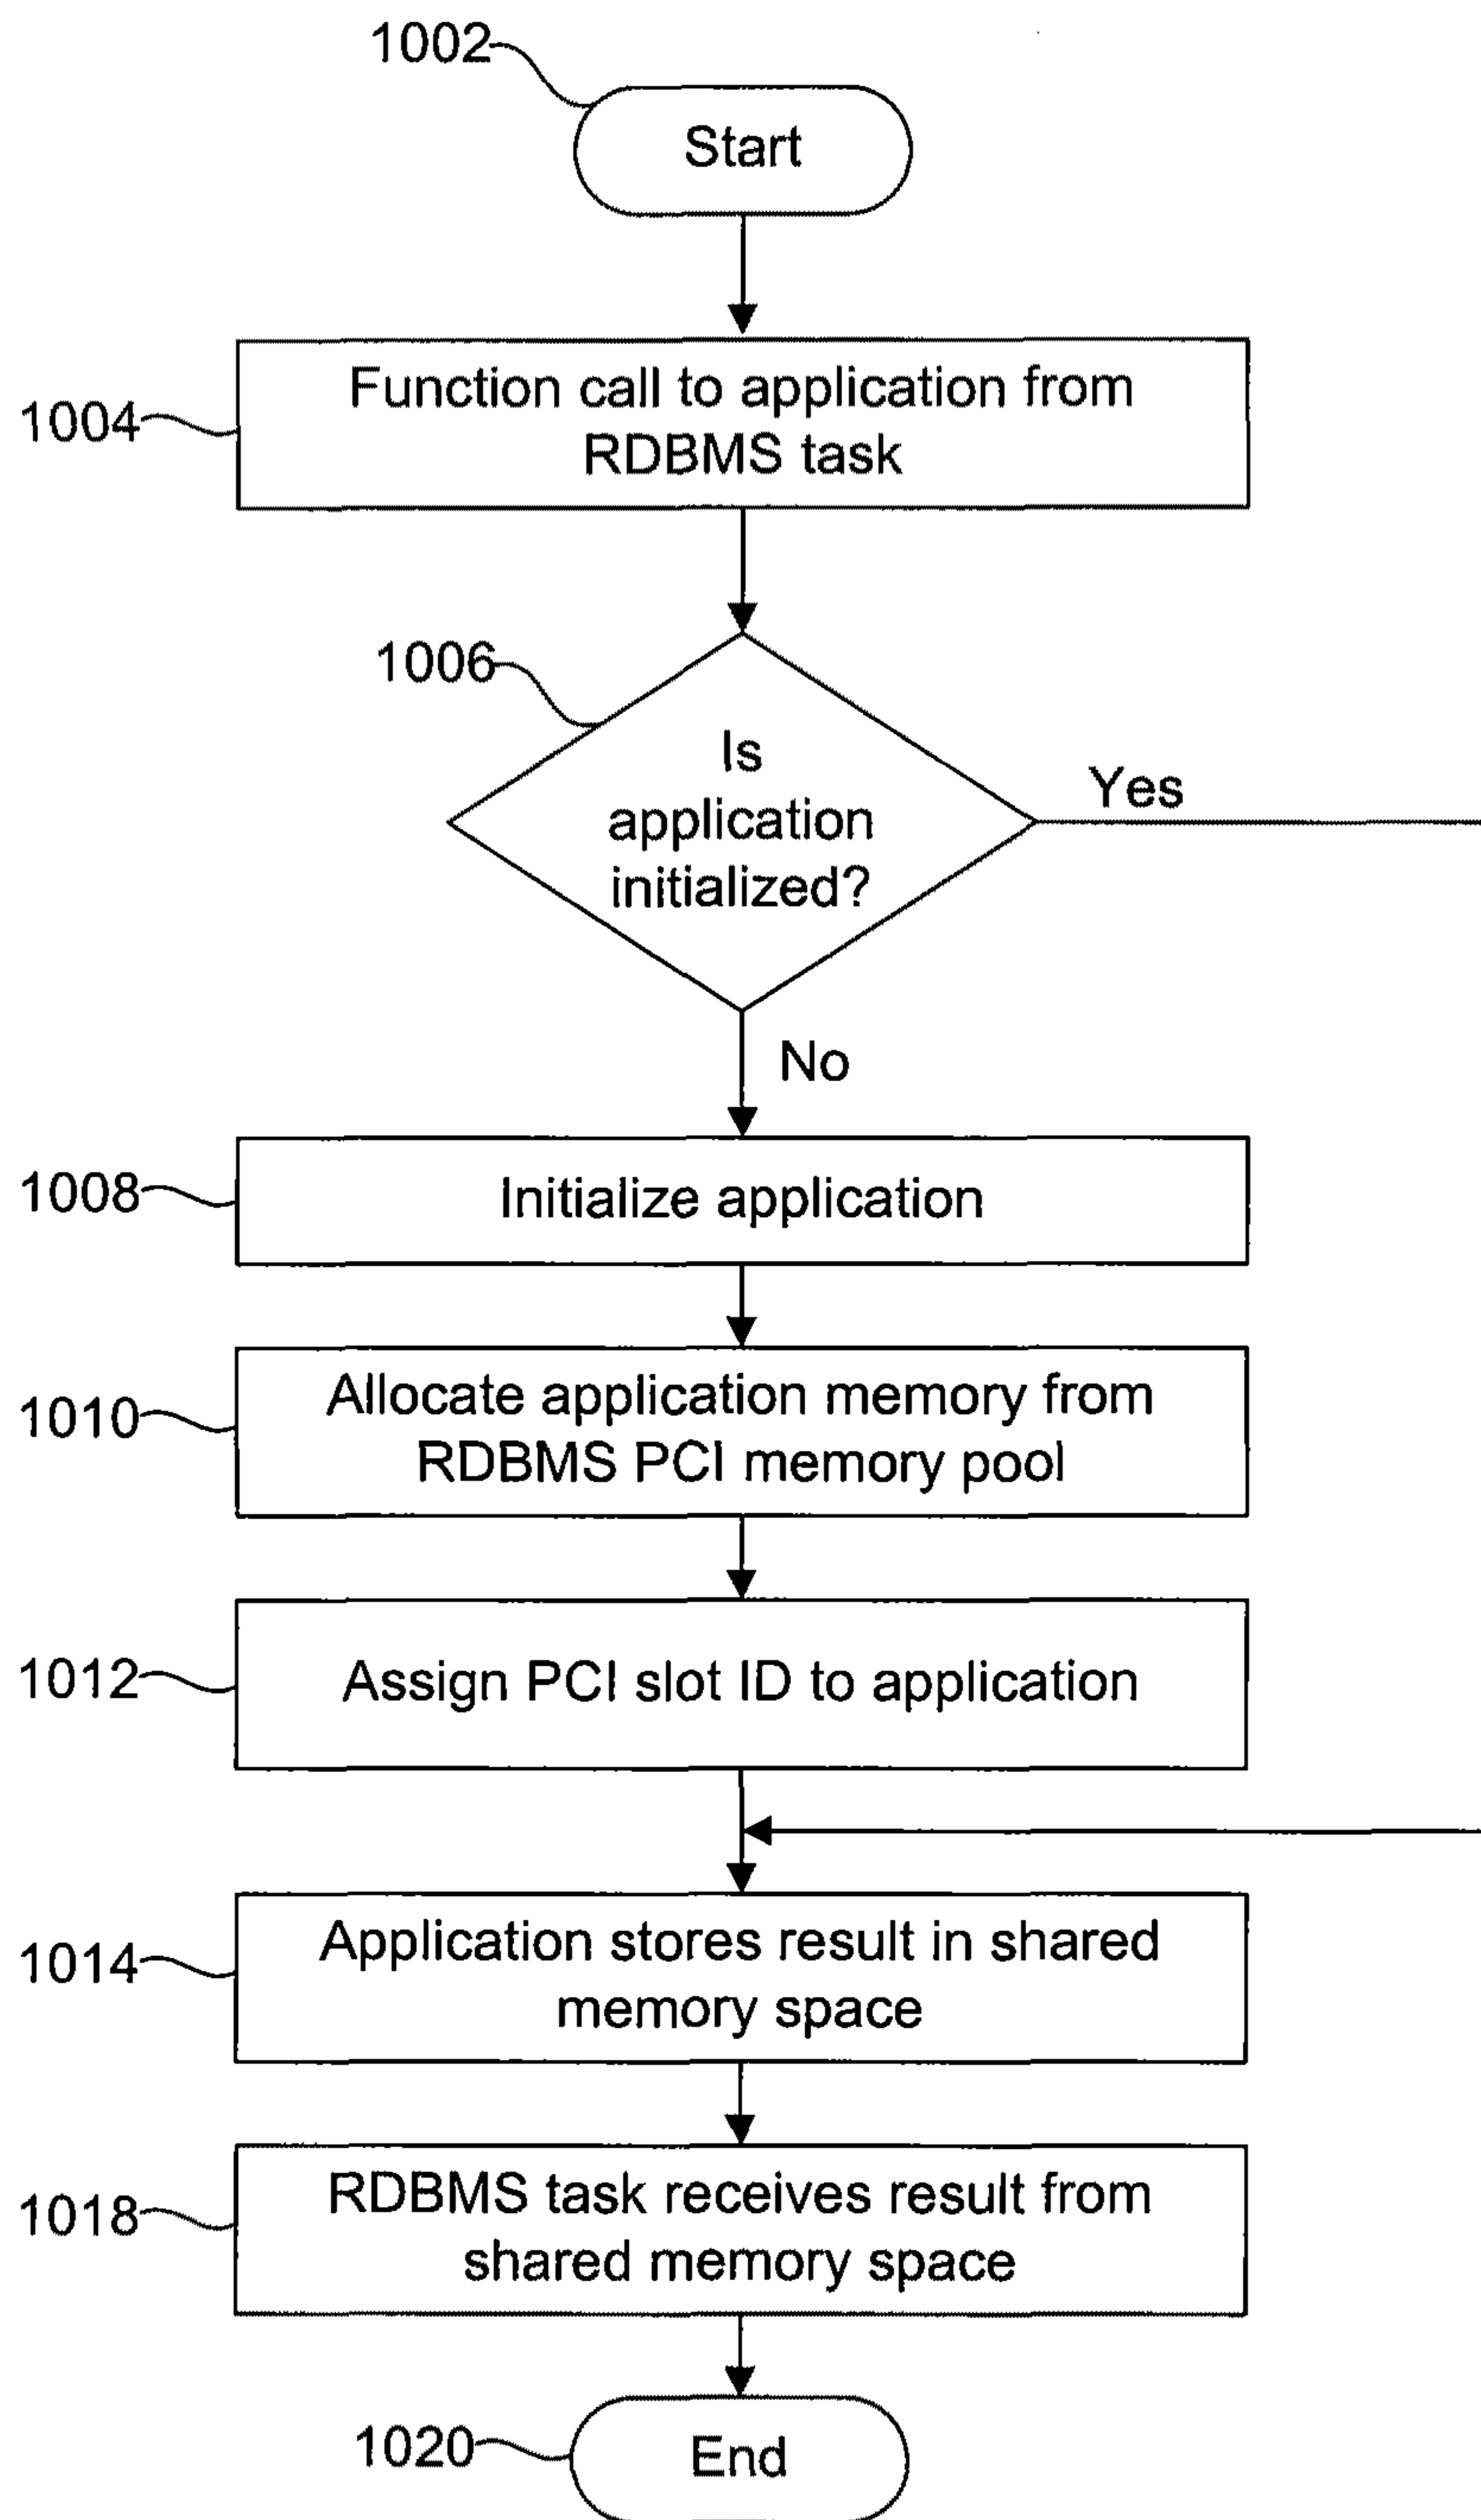 1002
Start
1004
Function call to application from
RDBMS task
1006
Is
application
initialized?
Yes
No
1008
Initialize application
1010
Allocate application memory from
RDBMS PCI memory pool
1012
Assign PCI slot ID to application
1014
Application stores result in shared
memory space
1018
RDBMS task receives result from
shared memory space
1020
End